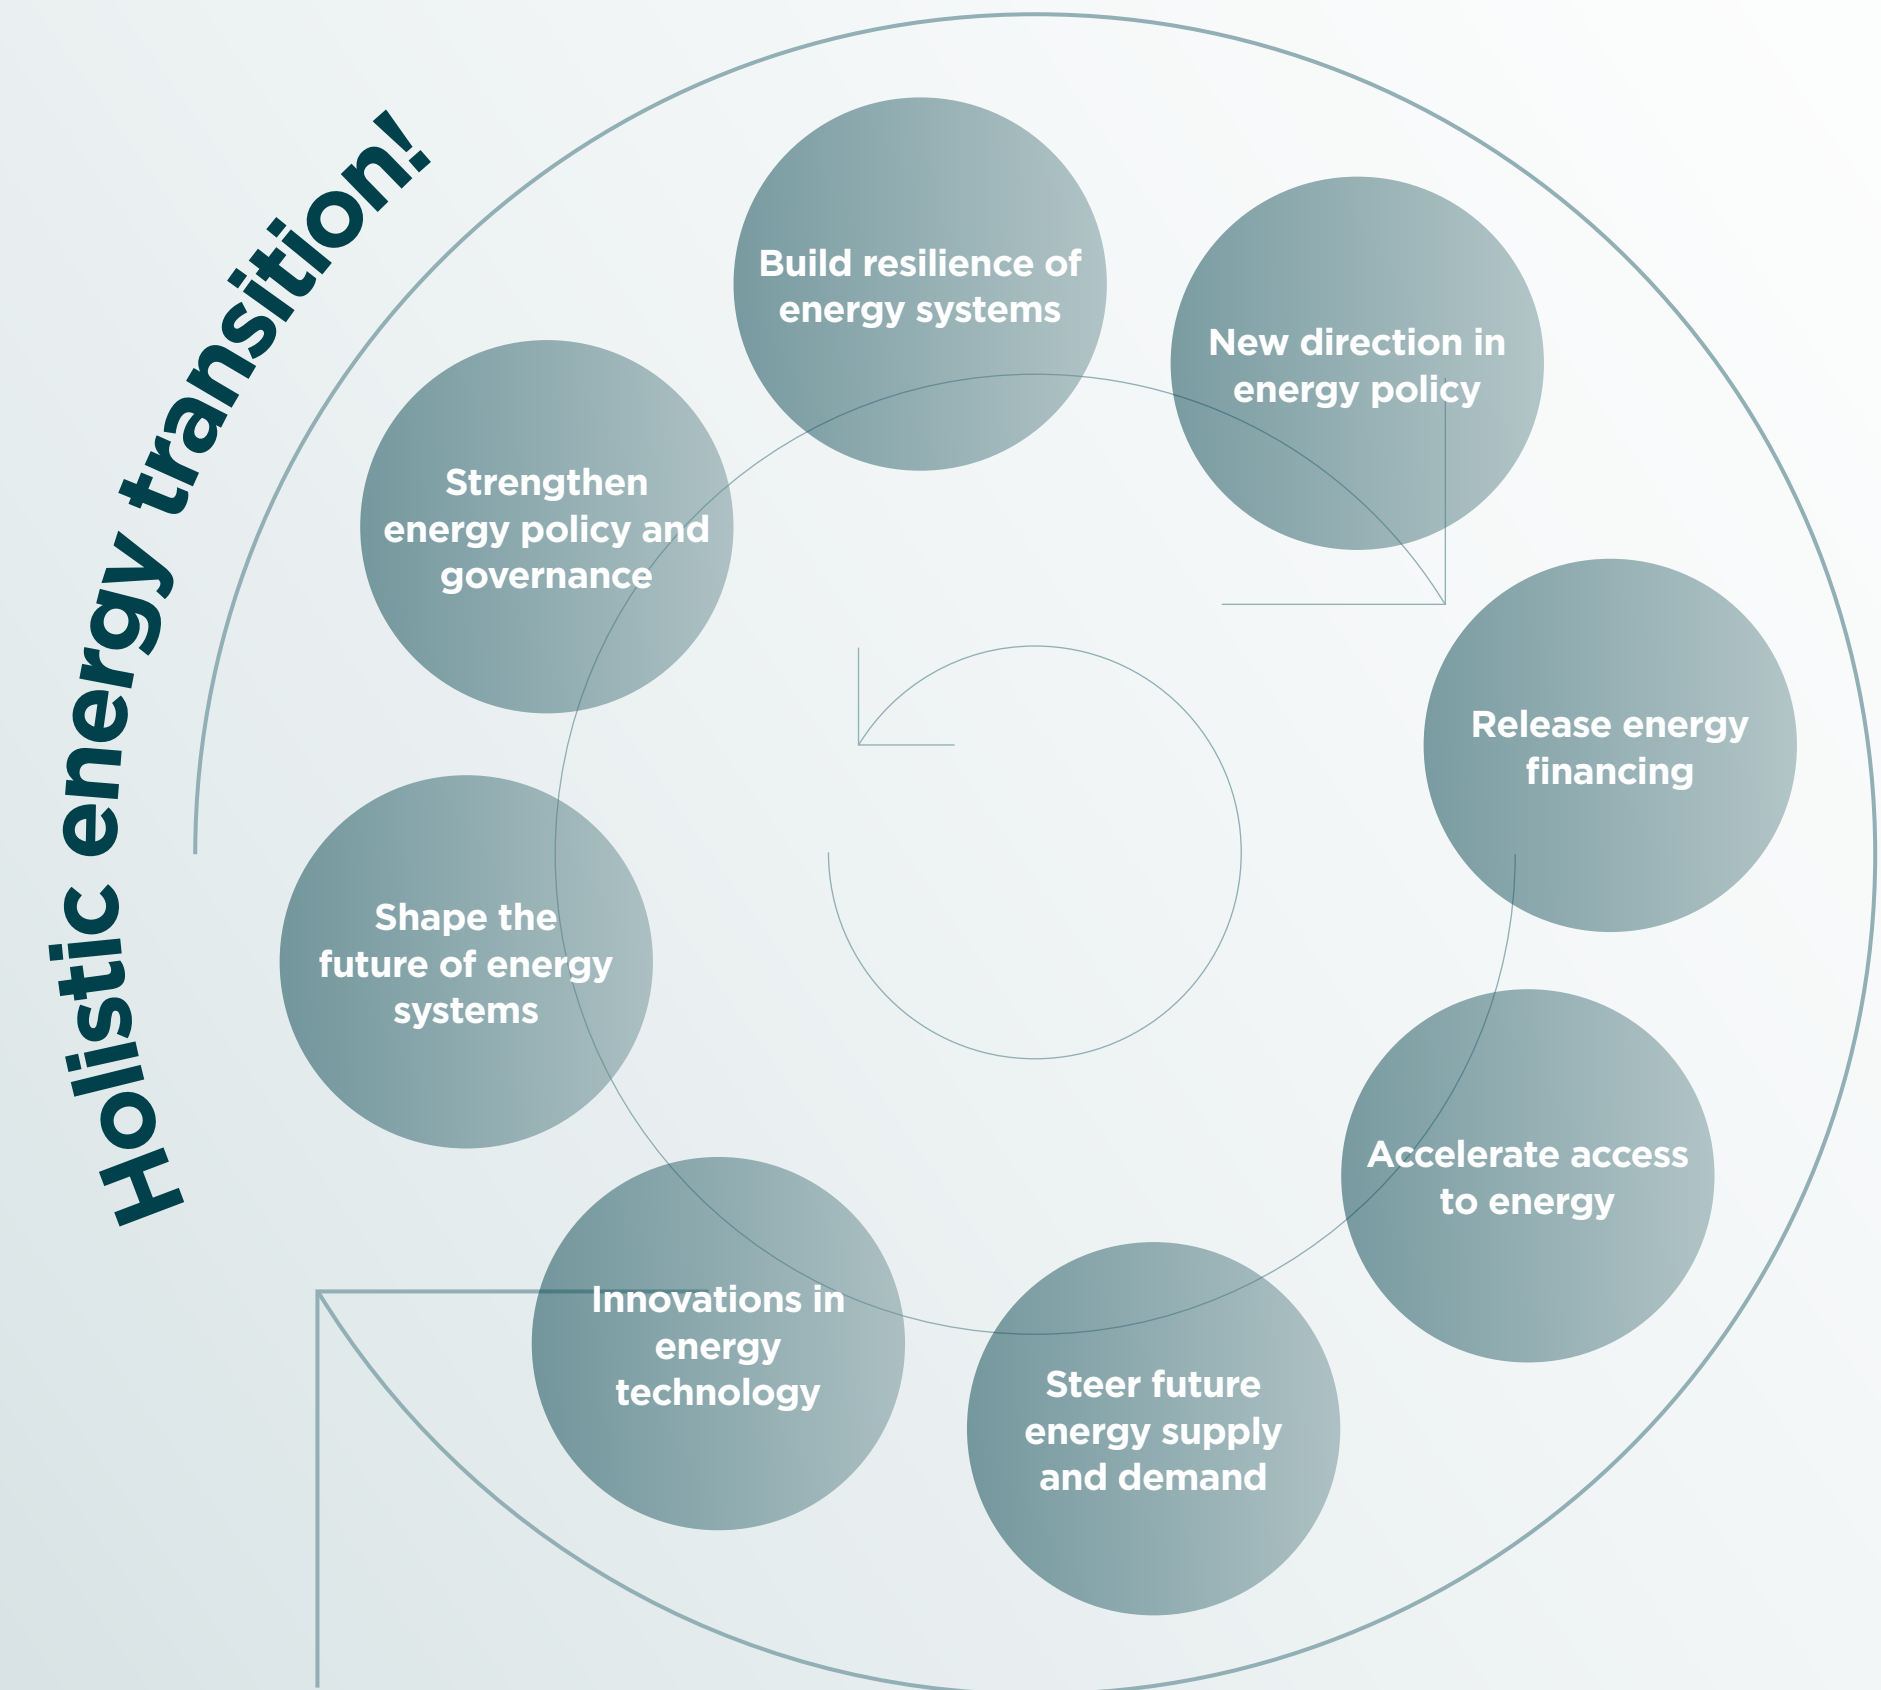 Holistic energy transition!
Build resilience of
energy systems
New direction in
energy policy
Release energy
financing
Accelerate access
to energy
Steer future
energy supply
and demand
Innovations in
energy
technology
Shape the
future of energy
systems
Strengthen
energy policy and
governance